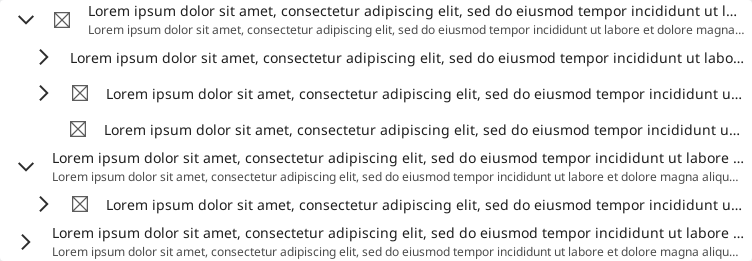 Lorem ipsum dolor sit amet, consectetur adipiscing elit, sed do eiusmod tempor incididunt ut l...
Lorem ipsum dolor sit amet, consectetur adipiscing elit, sed do eiusmod tempor incididunt ut labore et dolore magna...
Lorem ipsum dolor sit amet, consectetur adipiscing elit, sed do eiusmod tempor incididunt ut labo...
Lorem ipsum dolor sit amet, consectetur adipiscing elit, sed do eiusmod tempor incididunt u...
Lorem ipsum dolor sit amet, consectetur adipiscing elit, sed do eiusmod tempor incididunt u...
Lorem ipsum dolor sit amet, consectetur adipiscing elit, sed do eiusmod tempor incididunt ut labore ...
Lorem ipsum dolor sit amet, consectetur adipiscing elit, sed do eiusmod tempor incididunt ut labore et dolore magna aliqu...
Lorem ipsum dolor sit amet, consectetur adipiscing elit, sed do eiusmod tempor incididunt u...
Lorem ipsum dolor sit amet, consectetur adipiscing elit, sed do eiusmod tempor incididunt ut labore ...
Lorem ipsum dolor sit amet, consectetur adipiscing elit, sed do eiusmod tempor incididunt ut labore et dolore magna aliqu...